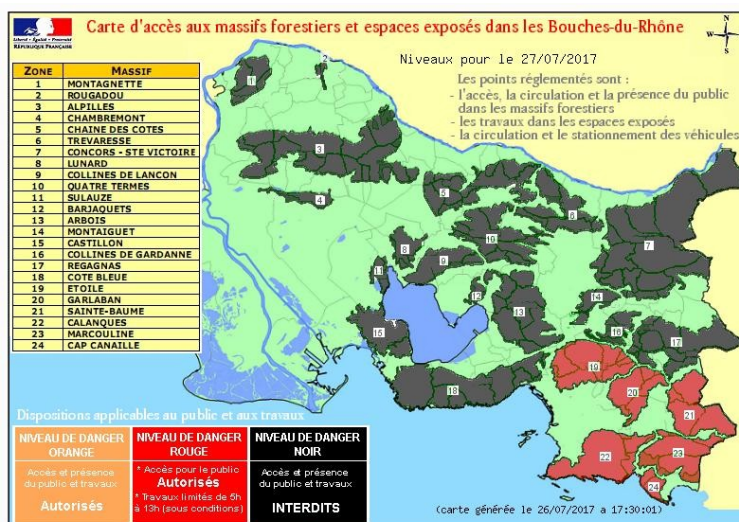 Liberté • Égalité • Fraternité
RÉPUBLIQUE FRANÇAISE
Carte d'accès aux massifs forestiers et espaces exposés dans les Bouches-du-Rhône
N
W
E
S
Niveaux pour le 27/07/2017
Les points réglementés sont :
- l'accès, la circulation et la présence du public
dans les massifs forestiers
- les travaux dans les espaces exposés
- la circulation et le stationnement des véhicules
ZONE MASSIF
1 MONTAGNETTE
2 ROUGADOU
3 ALPILLES
4 CHAMBREMONT
5 CHAINE DES COTES
6 TREVARESSE
7 CONCORS - STE VICTOIRE
8 LUNARD
9 COLLINES DE LANCON
10 QUATRE TERMES
11 SULAUZE
12 BARJAQUETS
13 ARBOIS
14 MONTAIGUET
15 CASTILLON
16 COLLINES DE GARDANNE
17 REGAGNAS
18 COTE BLEUE
19 ETOILE
20 GARLABAN
21 SAINTE-BAUME
22 CALANQUES
23 MARCOULINE
24 CAP CANAILLE
1
2
3
4
5
6
7
8
9
10
11
12
13
14
15
16
17
18
19
20
21
22
23
24
Dispositions applicables au public et aux travaux
NIVEAU DE DANGER
ORANGE
Accès et présence
du public et travaux
Autorisés
NIVEAU DE DANGER
ROUGE
* Accès pour le public
Autorisés
* Travaux limités de 5h
à 13h (sous conditions)
NIVEAU DE DANGER
NOIR
Accès et présence
du public et travaux
INTERDITS
(carte générée le 26/07/2017 a 17:30:01)